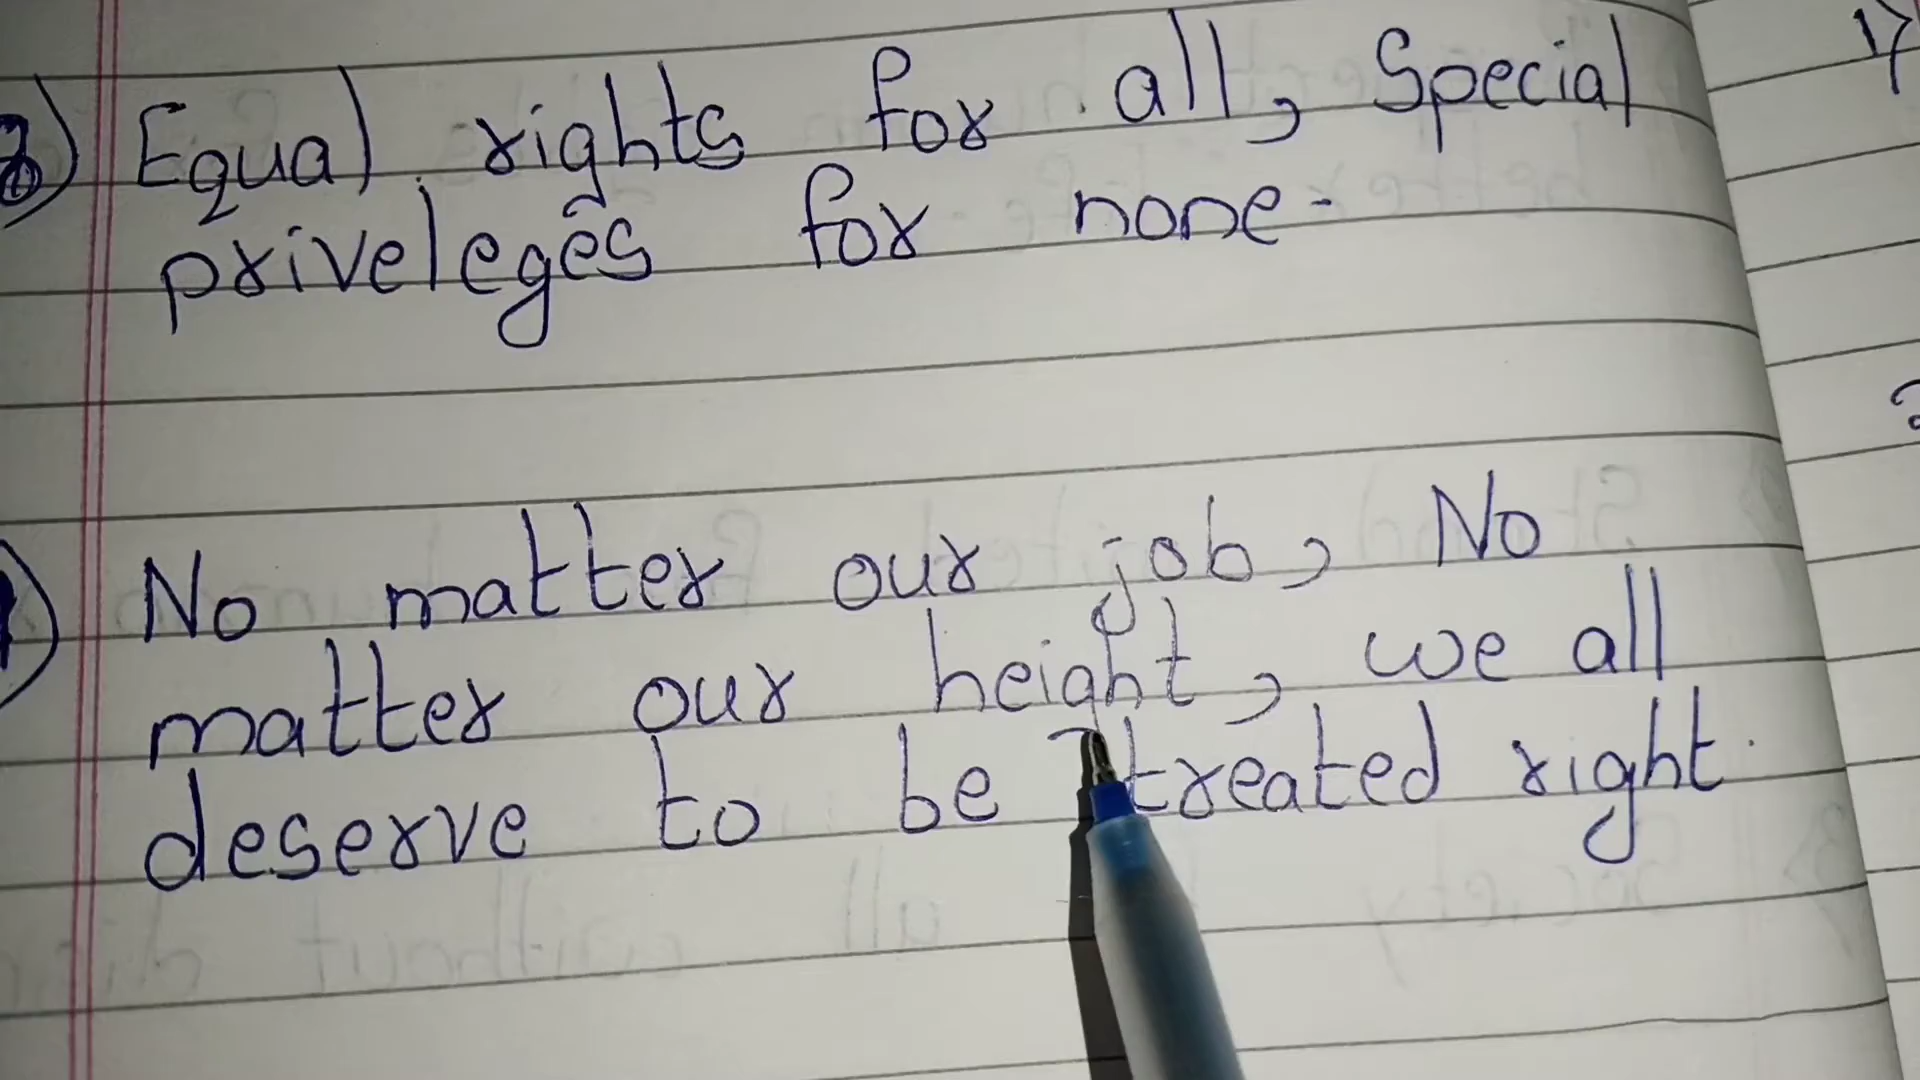 Equal rights for all, Special
priveleges for none.
No matter our job, No
matter our height, we all
deserve to be treated right.